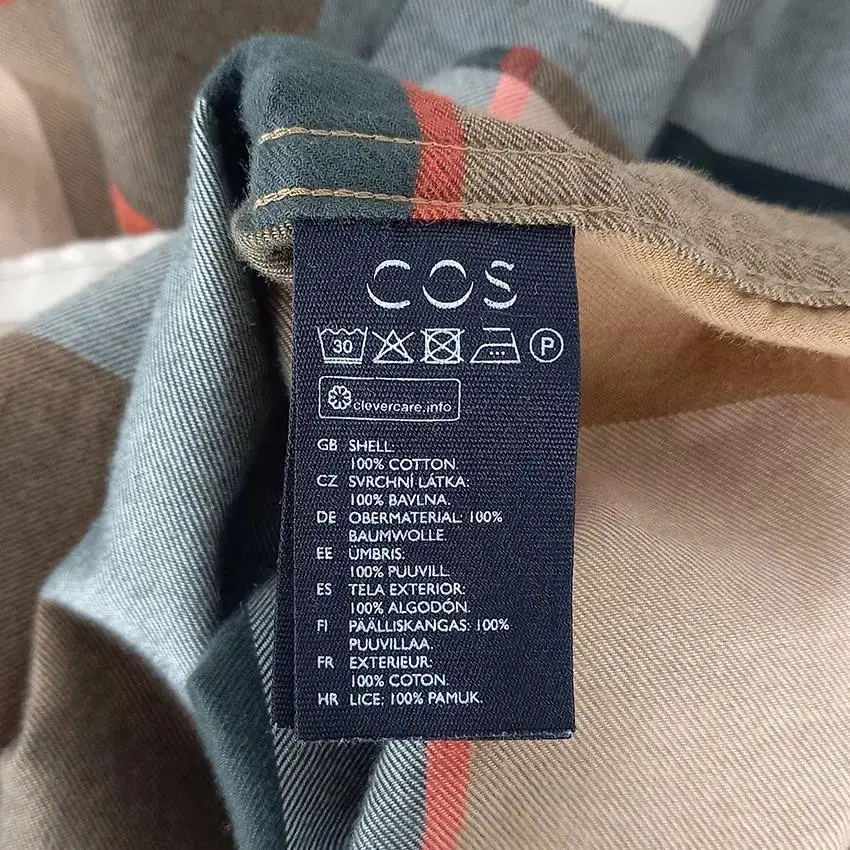 COS
30 P
clevercare.info
GB SHELL:
100% COTTON.
CZ SVRCHNÍ LÁTKA:
100% BAVLNA.
DE OBERMATERIAL: 100%
BAUMWOLLE.
EE ÜMBRIS:
100% PUUVILL.
ES TELA EXTERIOR:
100% ALGODÓN.
FI PÄÄLLISKANGAS: 100%
PUUVILLAA.
FR EXTERIEUR:
100% COTON.
HR LICE: 100% PAMUK.